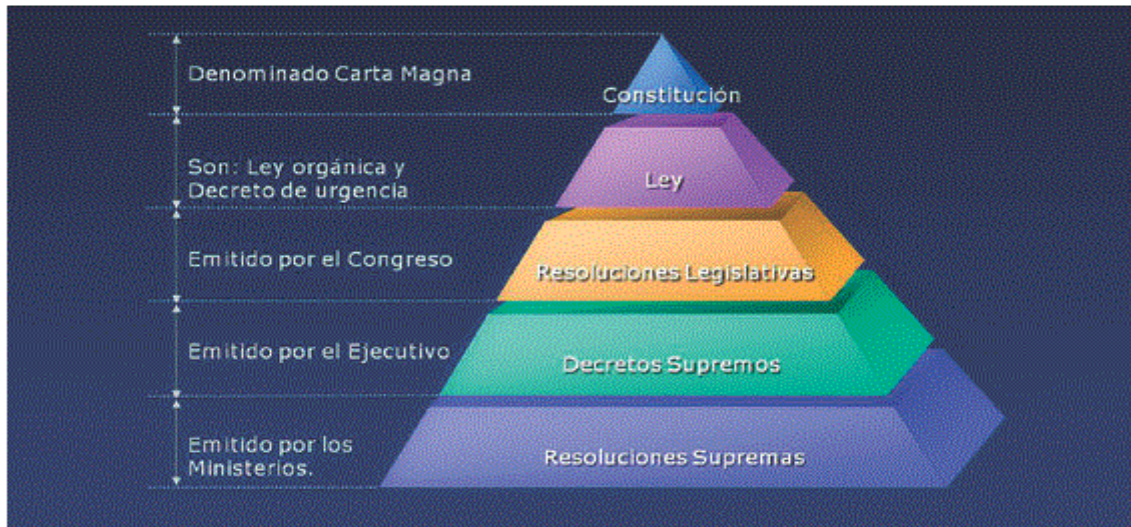 Denominado Carta Magna
Constitución
Son: Ley orgánica y
Decreto de urgencia
Ley
Emitido por el Congreso
Resoluciones Legislativas
Emitido por el Ejecutivo
Decretos Supremos
Emitido por los
Ministerios.
Resoluciones Supremas